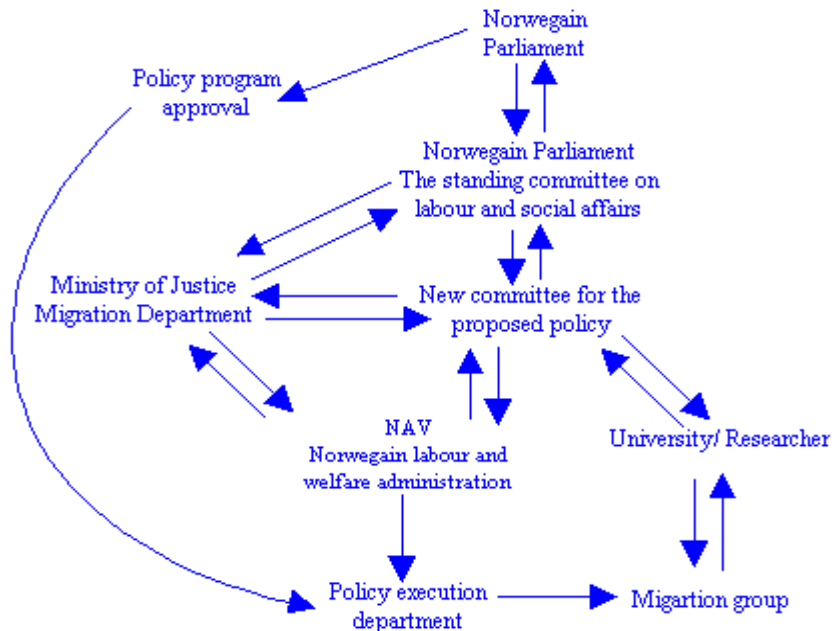 Norwegain
Parliament
Policy program
approval
Norwegain Parliament
The standing committee on
labour and social affairs
Ministry of Justice
Migration Department
New committee for the
proposed policy
NAV
Norwegain labour and
welfare administration
University/ Researcher
Policy execution
department
Migartion group